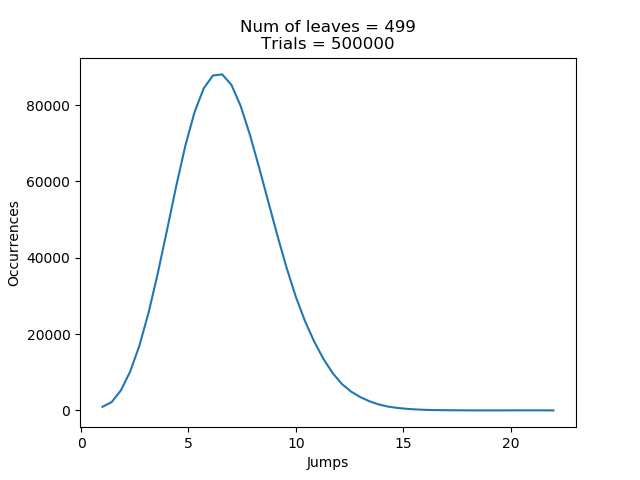 Num of leaves = 499
Trials = 500000
Occurrences
80000
60000
40000
20000
0
0 5 10 15 20
Jumps